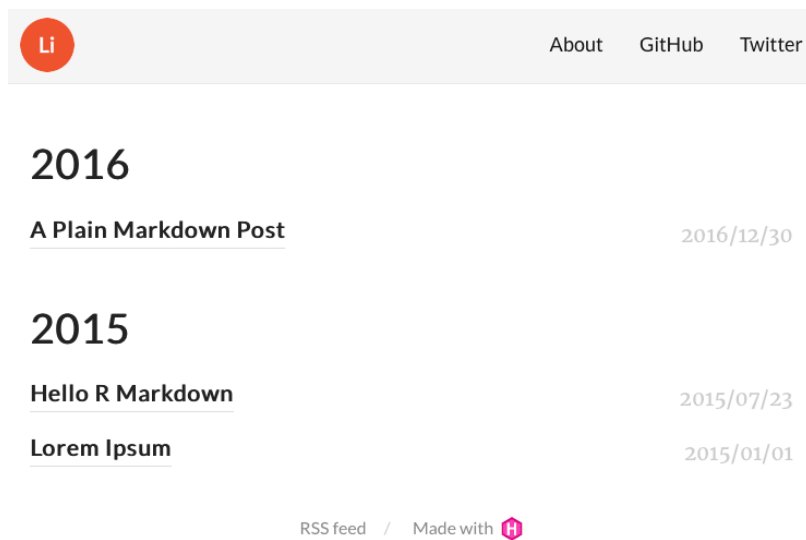 Li About GitHub Twitter
2016
A Plain Markdown Post 2016/12/30
2015
Hello R Markdown 2015/07/23
Lorem Ipsum 2015/01/01
RSS feed / Made with H